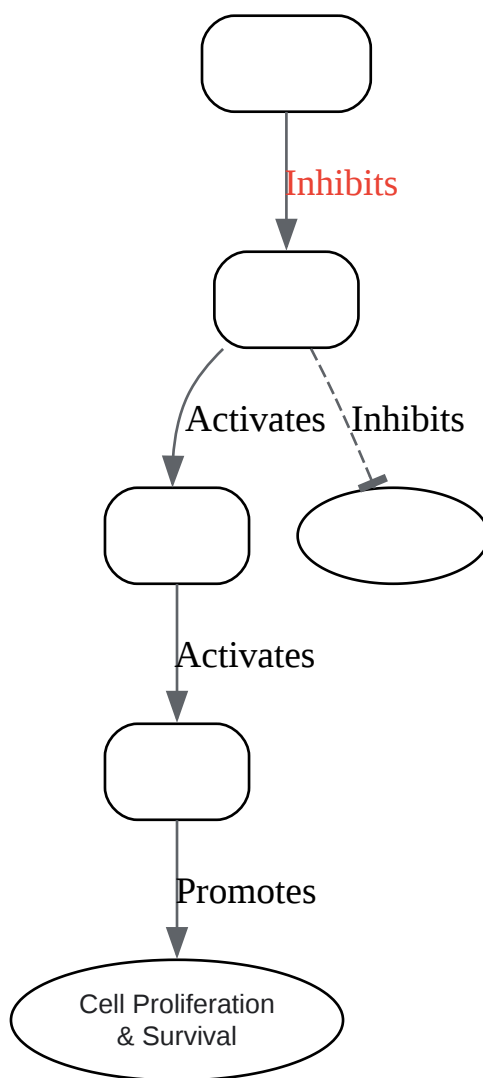 Inhibits
Activates
Inhibits
Activates
Promotes
Cell Proliferation
& Survival